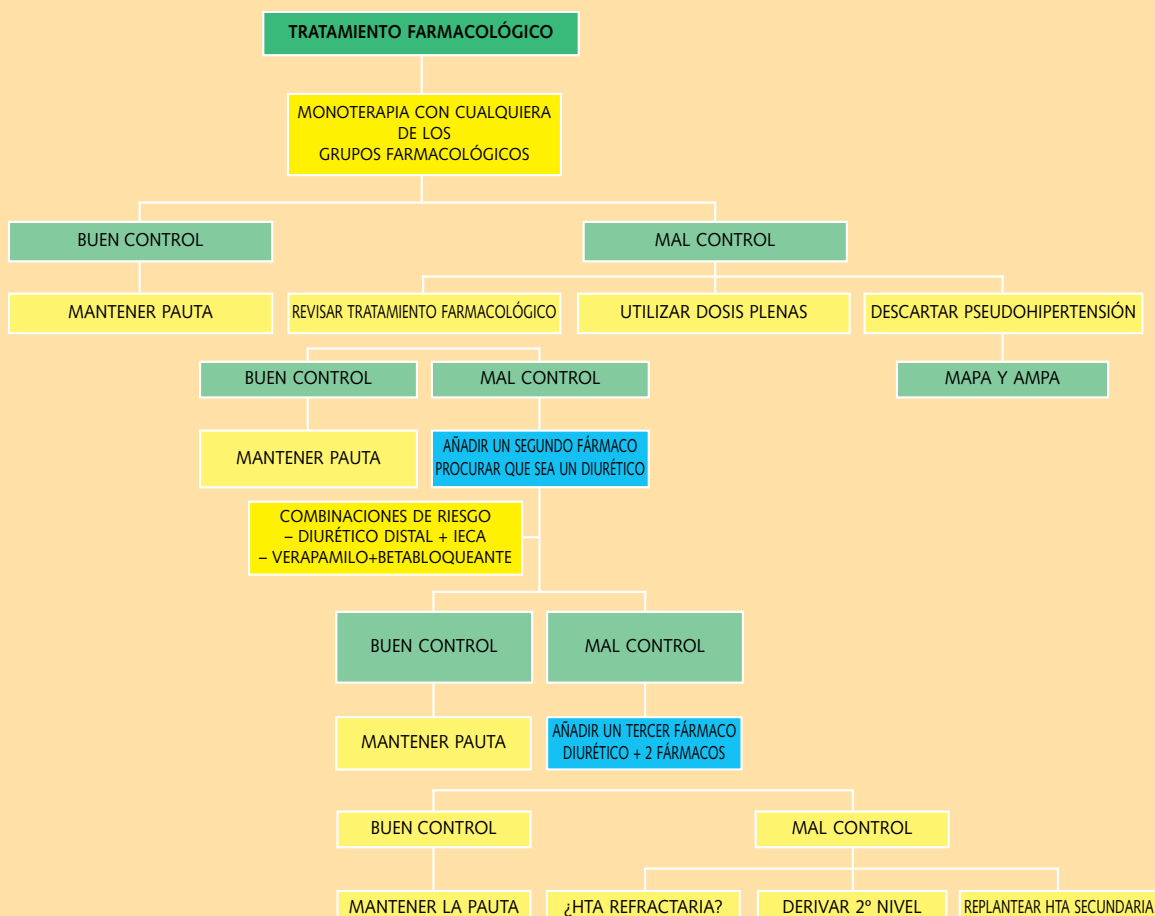 TRATAMIENTO FARMACOLÓGICO
MONOTERAPIA CON CUALQUIERA
DE LOS
GRUPOS FARMACOLÓGICOS
BUEN CONTROL
MAL CONTROL
MANTENER PAUTA
REVISAR TRATAMIENTO FARMACOLÓGICO
UTILIZAR DOSIS PLENAS
DESCARTAR PSEUDOHIPERTENSIÓN
BUEN CONTROL
MAL CONTROL
MAPA Y AMPA
MANTENER PAUTA
AÑADIR UN SEGUNDO FÁRMACO
PROCURAR QUE SEA UN DIURÉTICO
COMBINACIONES DE RIESGO
– DIURÉTICO DISTAL + IECA
– VERAPAMILO+BETABLOQUEANTE
BUEN CONTROL
MAL CONTROL
MANTENER PAUTA
AÑADIR UN TERCER FÁRMACO
DIURÉTICO + 2 FÁRMACOS
BUEN CONTROL
MAL CONTROL
MANTENER LA PAUTA
¿HTA REFRACTARIA?
DERIVAR 2º NIVEL
REPLANTEAR HTA SECUNDARIA